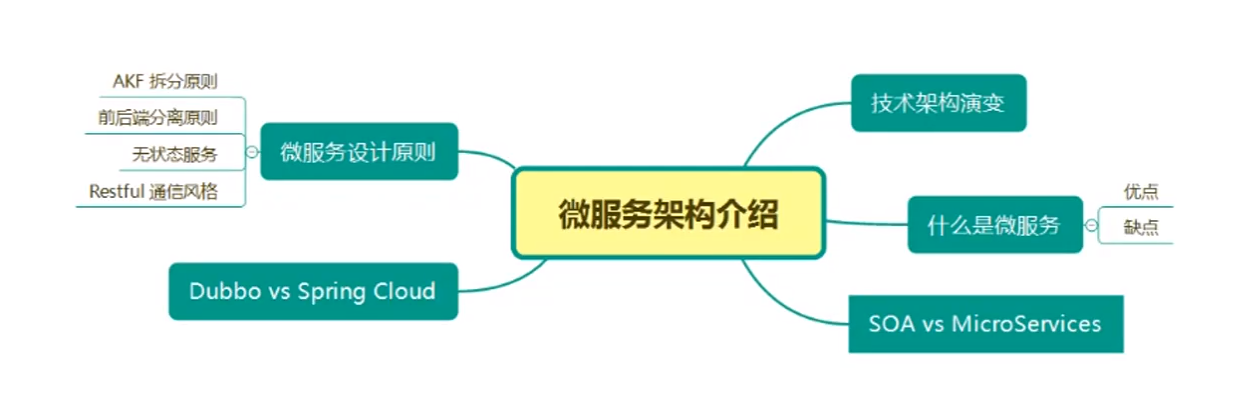 微服务架构介绍
技术架构演变
什么是微服务
优点
缺点
SOA vs MicroServices
微服务设计原则
AKF 拆分原则
前后端分离原则
无状态服务
Restful 通信风格
Dubbo vs Spring Cloud